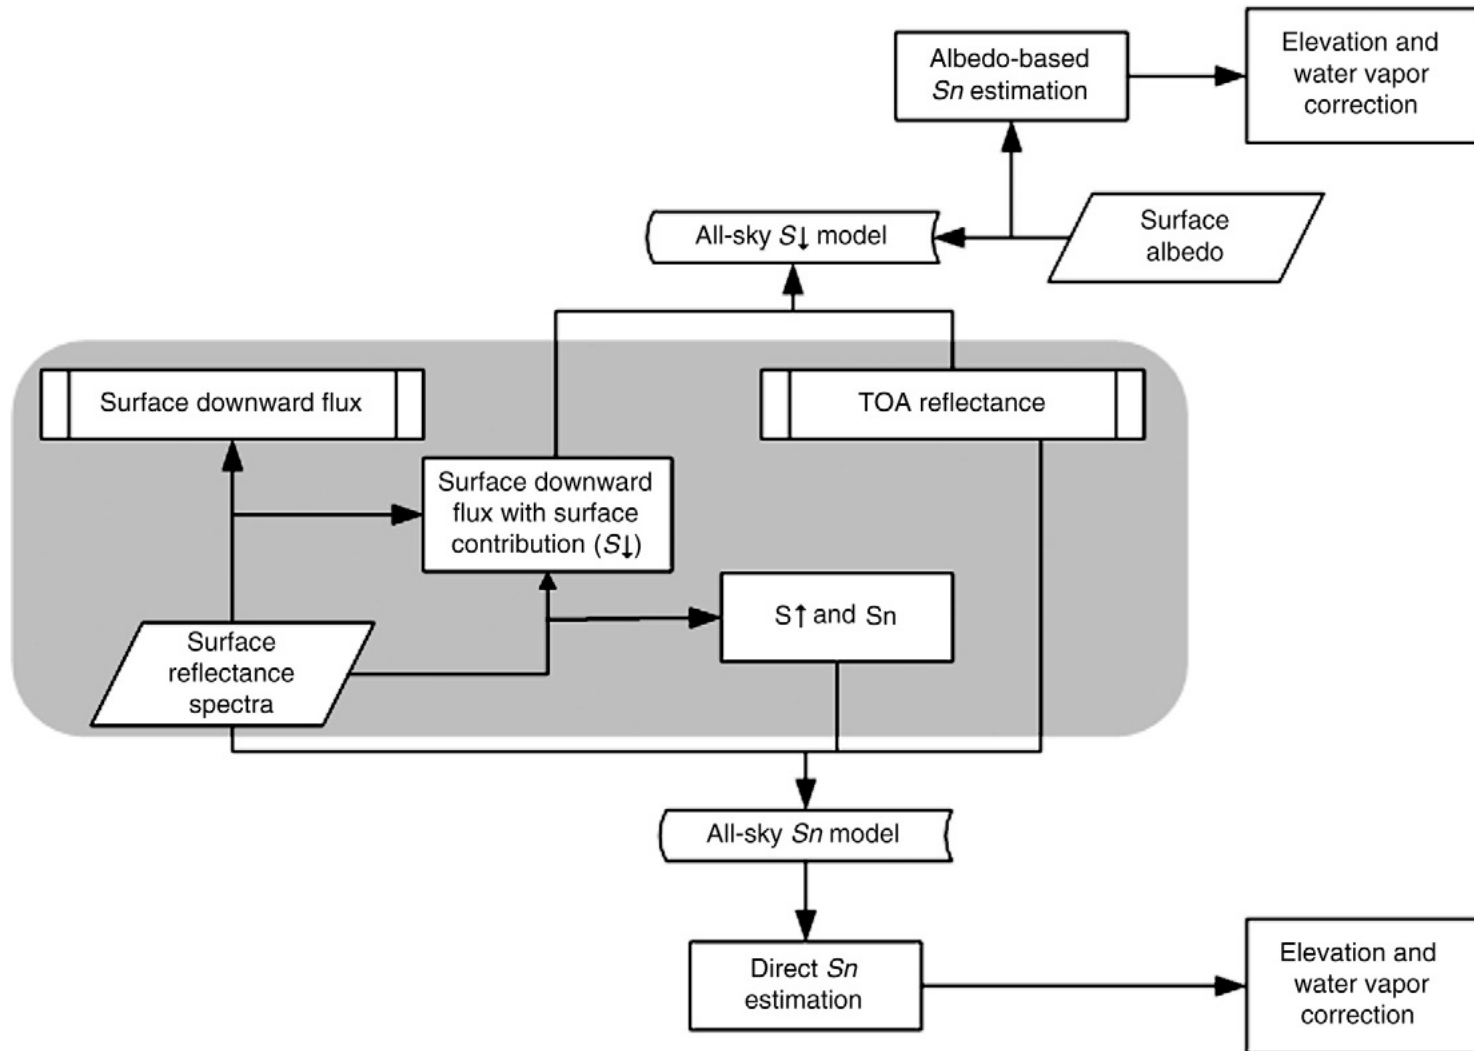 Albedo-based
Sn estimation
Elevation and
water vapor
correction
All-sky S↓ model
Surface
albedo
Surface downward flux
TOA reflectance
Surface downward
flux with surface
contribution (S↓)
S↑ and Sn
Surface
reflectance
spectra
All-sky Sn model
Direct Sn
estimation
Elevation and
water vapor
correction